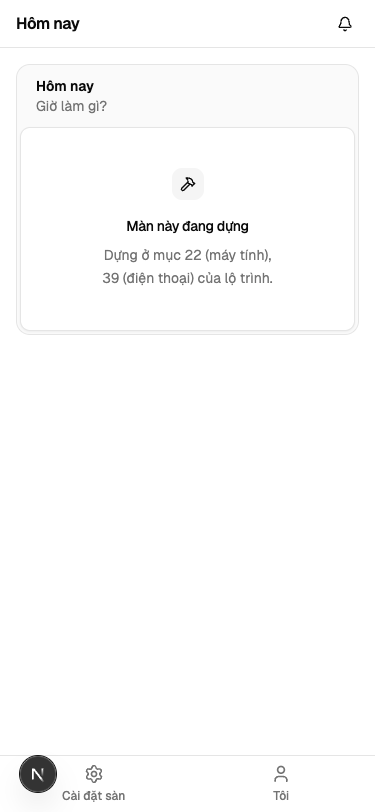 Hôm nay
Hôm nay
Giờ làm gì?
Màn này đang dựng
Dựng ở mục 22 (máy tính),
39 (điện thoại) của lộ trình.
N
Cài đặt sàn
Tôi